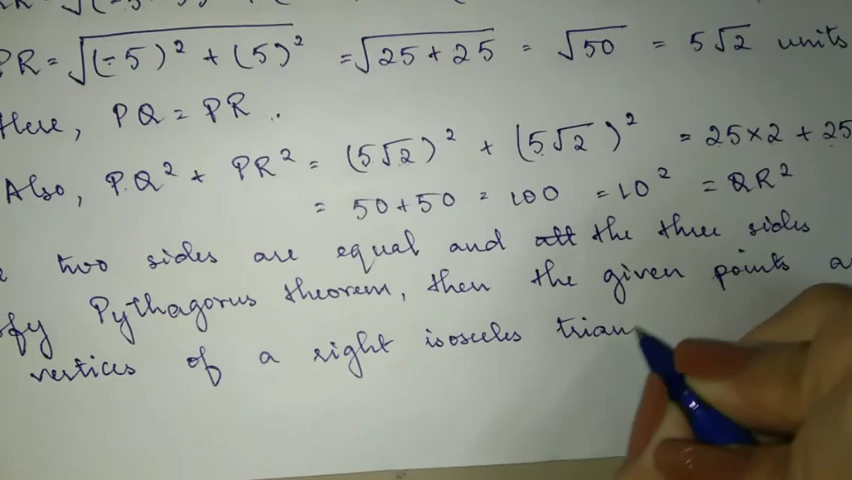 PR = √(-5)² + (5)² = √25 + 25 = √50 = 5√2 units
Here, PQ = PR.
Also, PQ² + PR² = (5√2)² + (5√2)² = 25×2 + 25
= 50+50 = 100 = 10² = QR²
two sides are equal and the three sides
Pythagorus theorem, then the given points
vertices of a right isosceles trian